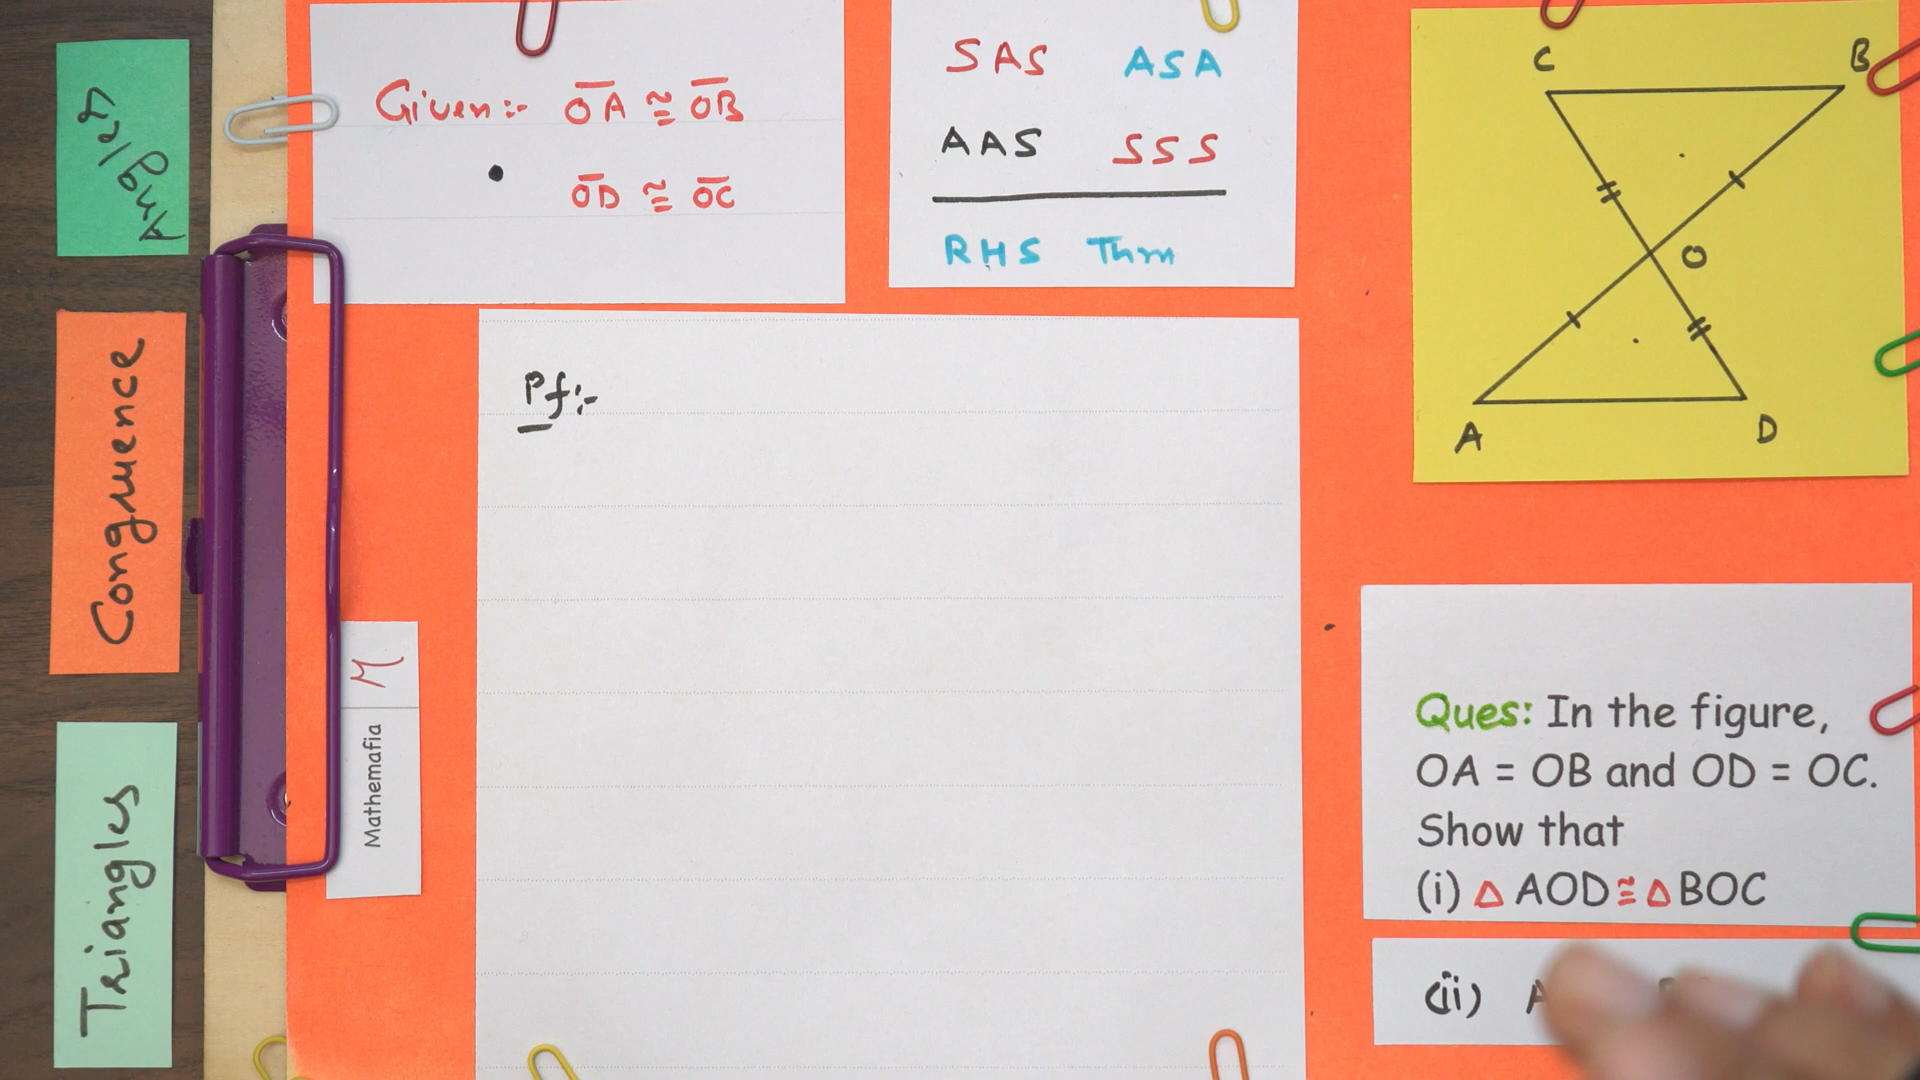 Angles
Congruence
Triangles
Given:- OA ≅ OB
OD ≅ OC
SAS ASA
AAS SSS
RHS Thm
C
B
O
A
D
Pf:-
M
Mathemafia
Ques: In the figure,
OA = OB and OD = OC.
Show that
(i) △ AOD ≅ △ BOC
(ii)